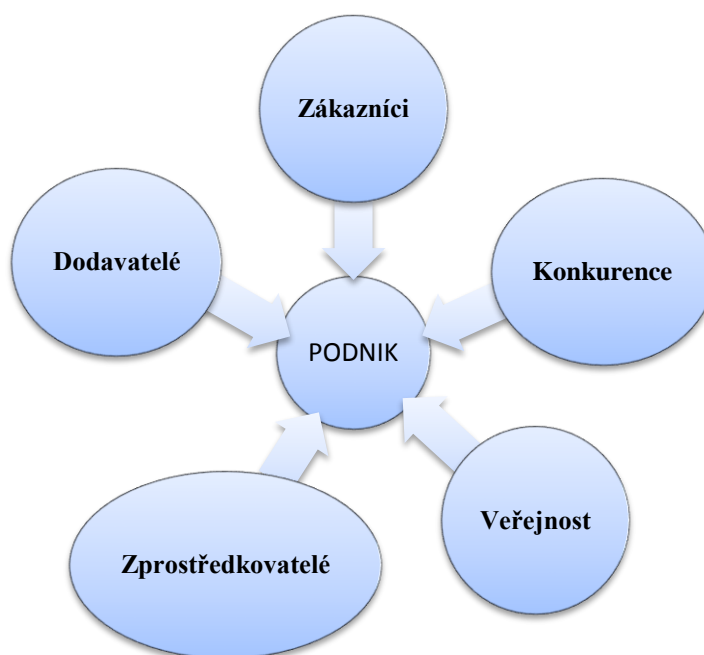 Zákazníci
Dodavatelé
Konkurence
PODNIK
Veřejnost
Zprostředkovatelé